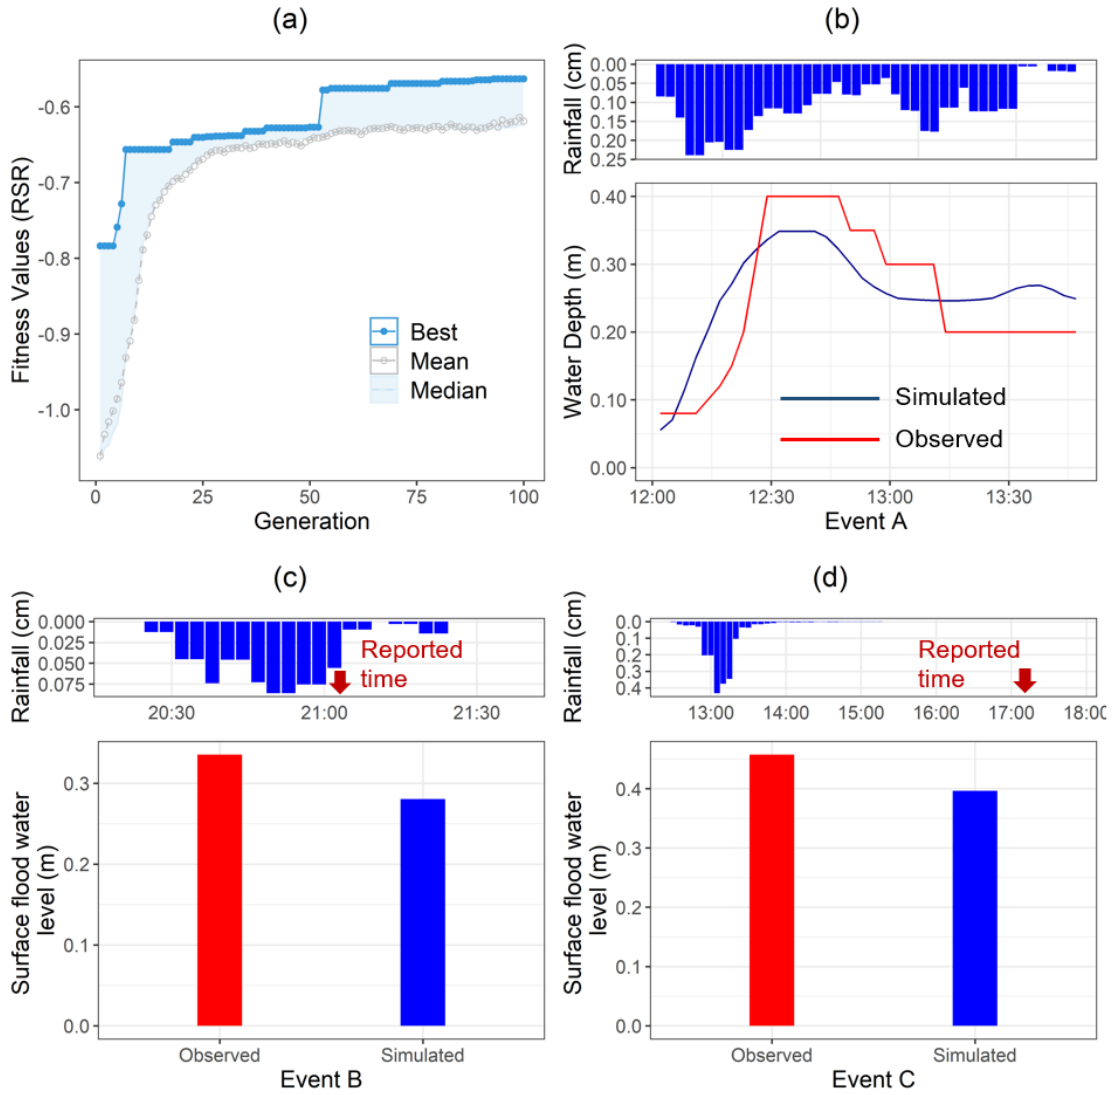 (a)
Fitness Values (RSR)
-0.6
-0.7
-0.8
-0.9
-1.0
Best
Mean
Median
0
25
50
75
100
Generation
(b)
Rainfall (cm)
0.00
0.05
0.10
0.15
0.20
0.25
Water Depth (m)
0.40
0.30
0.20
0.10
0.00
Simulated
Observed
12:00
12:30
13:00
13:30
Event A
(c)
Rainfall (cm)
0.000
0.025
0.050
0.075
Reported
time
20:30
21:00
21:30
Surface flood water
level (m)
0.3
0.2
0.1
0.0
Observed
Simulated
Event B
(d)
Rainfall (cm)
0.0
0.1
0.2
0.3
0.4
Reported
time
13:00
14:00
15:00
16:00
17:00
18:00
Surface flood water
level (m)
0.4
0.3
0.2
0.1
0.0
Observed
Simulated
Event C